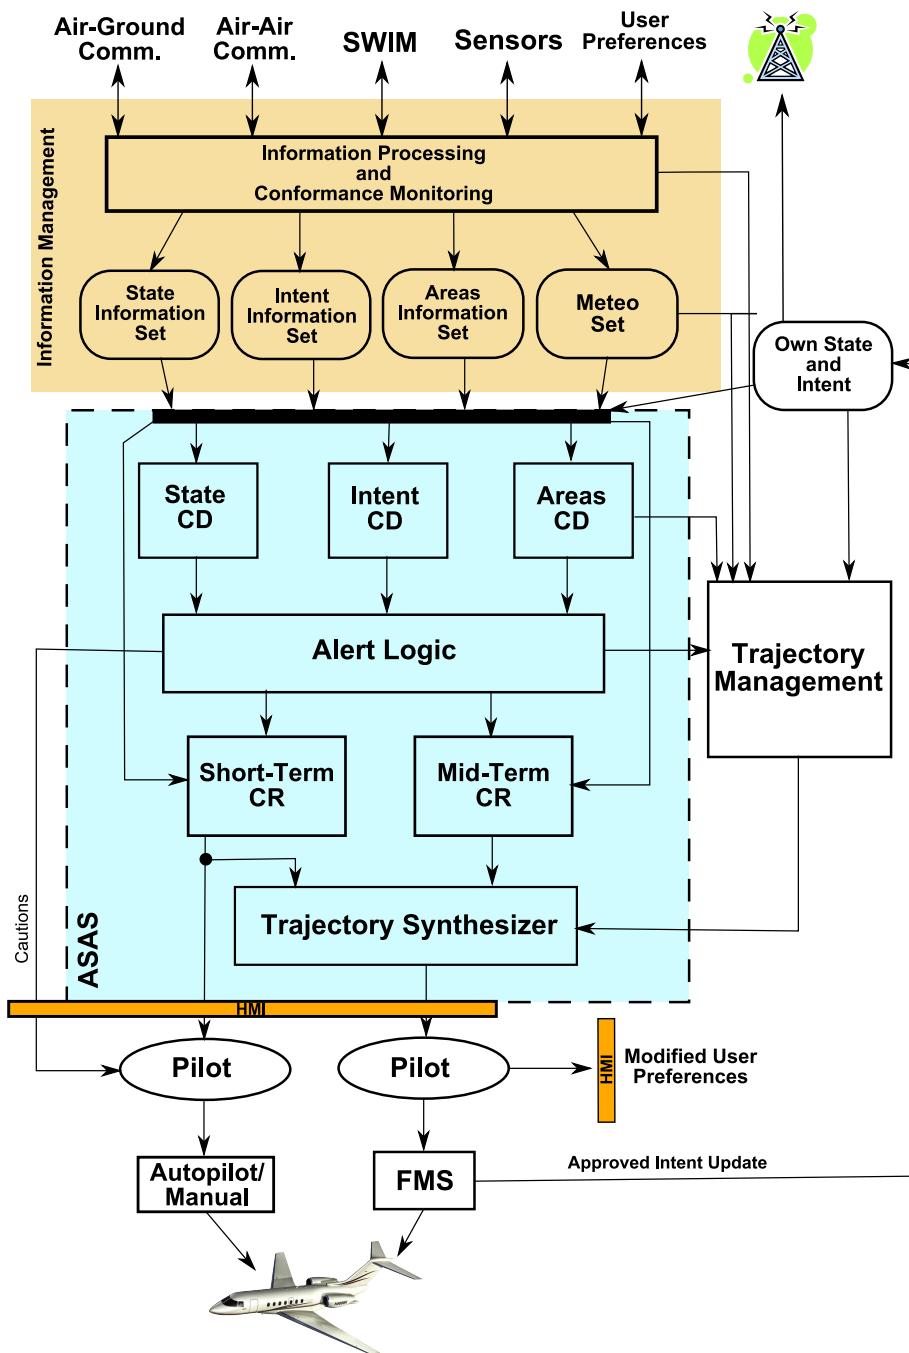 Air-Ground
Comm.
Air-Air
Comm.
SWIM
Sensors
User
Preferences
Information Management
Information Processing
and
Conformance Monitoring
State
Information
Set
Intent
Information
Set
Areas
Information
Set
Meteo
Set
Own State
and
Intent
State
CD
Intent
CD
Areas
CD
Alert Logic
Trajectory
Management
Short-Term
CR
Mid-Term
CR
Trajectory Synthesizer
Cautions
ASAS
HMI
Pilot
Pilot
HMI
Modified User
Preferences
Autopilot/
Manual
FMS
Approved Intent Update